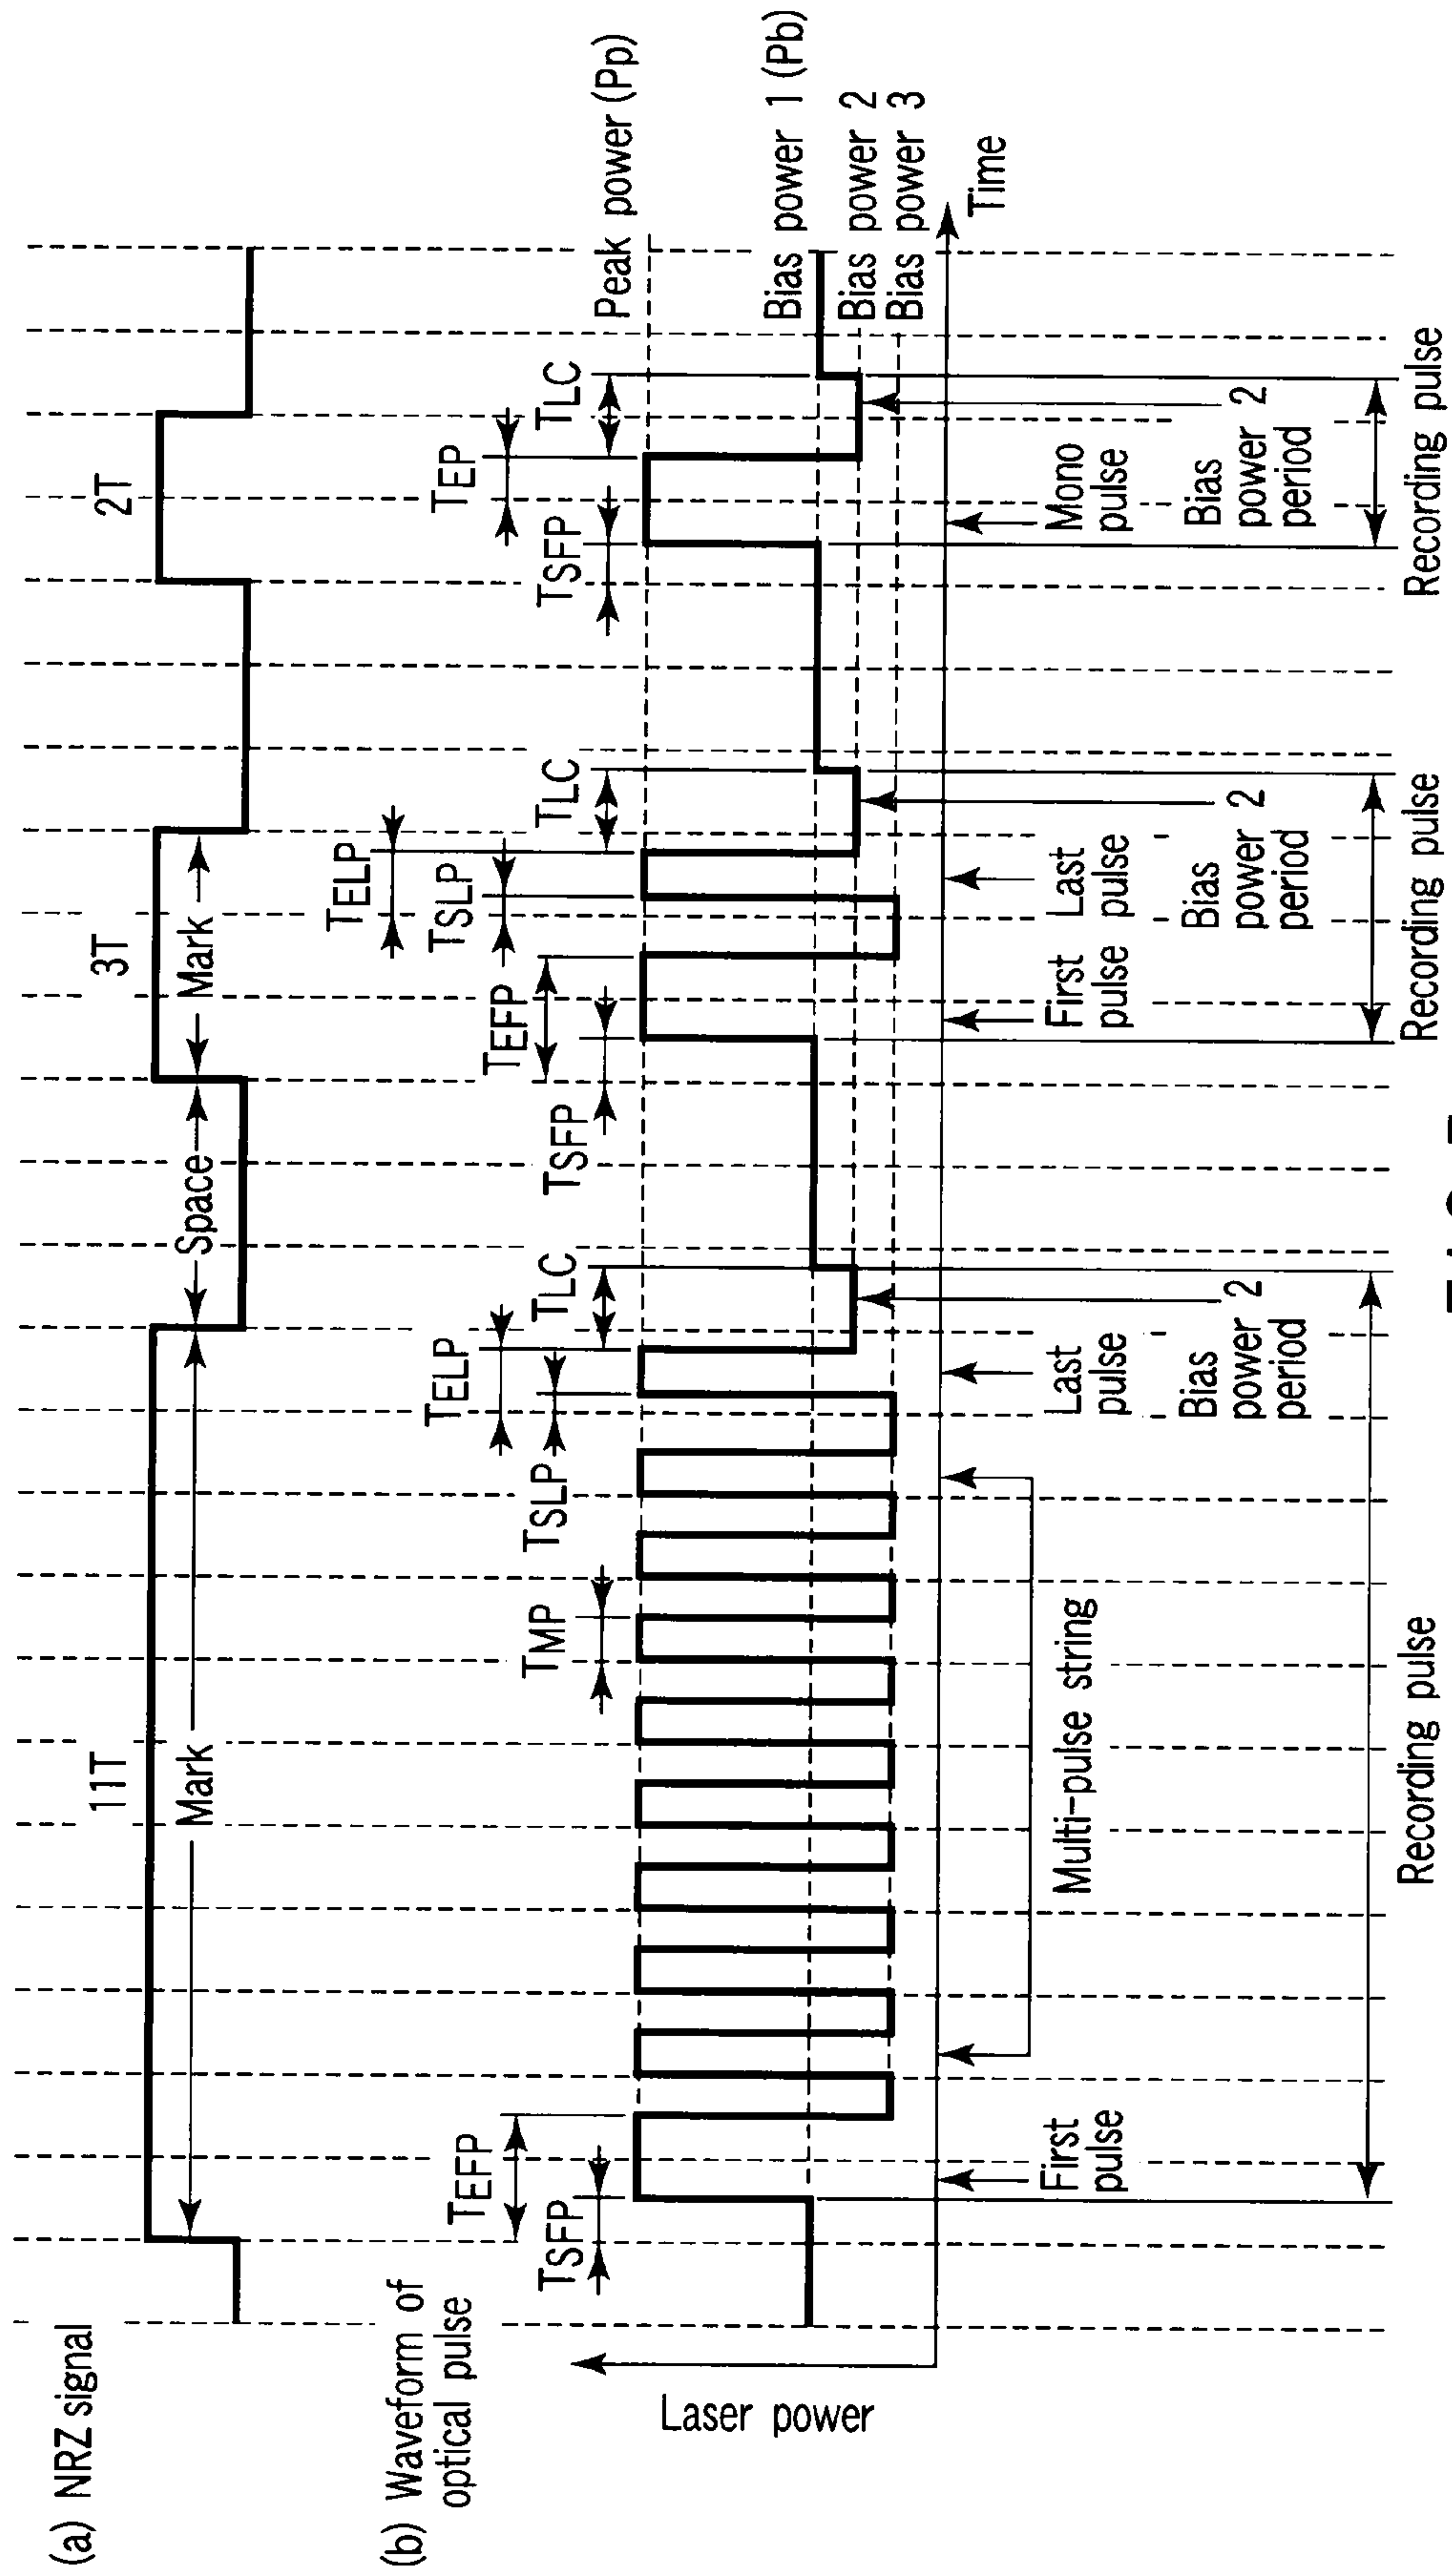 (a) NRZ signal
11T
3T
2T
Mark
Space
Mark
(b) Waveform of
optical pulse
TSFP
TEFP
TMP
TSLP
TELP
TLC
TSFP
TEFP
TSLP
TELP
TLC
TSFP
TEP
TLC
Peak power (Pp)
Bias power 1 (Pb)
Bias power 2
Bias power 3
Laser power
Time
First
pulse
Multi-pulse string
Last
pulse
Bias
power 2
period
First
pulse
Last
pulse
Bias
power 2
period
Mono
pulse
Bias
power 2
period
Recording pulse
Recording pulse
Recording pulse